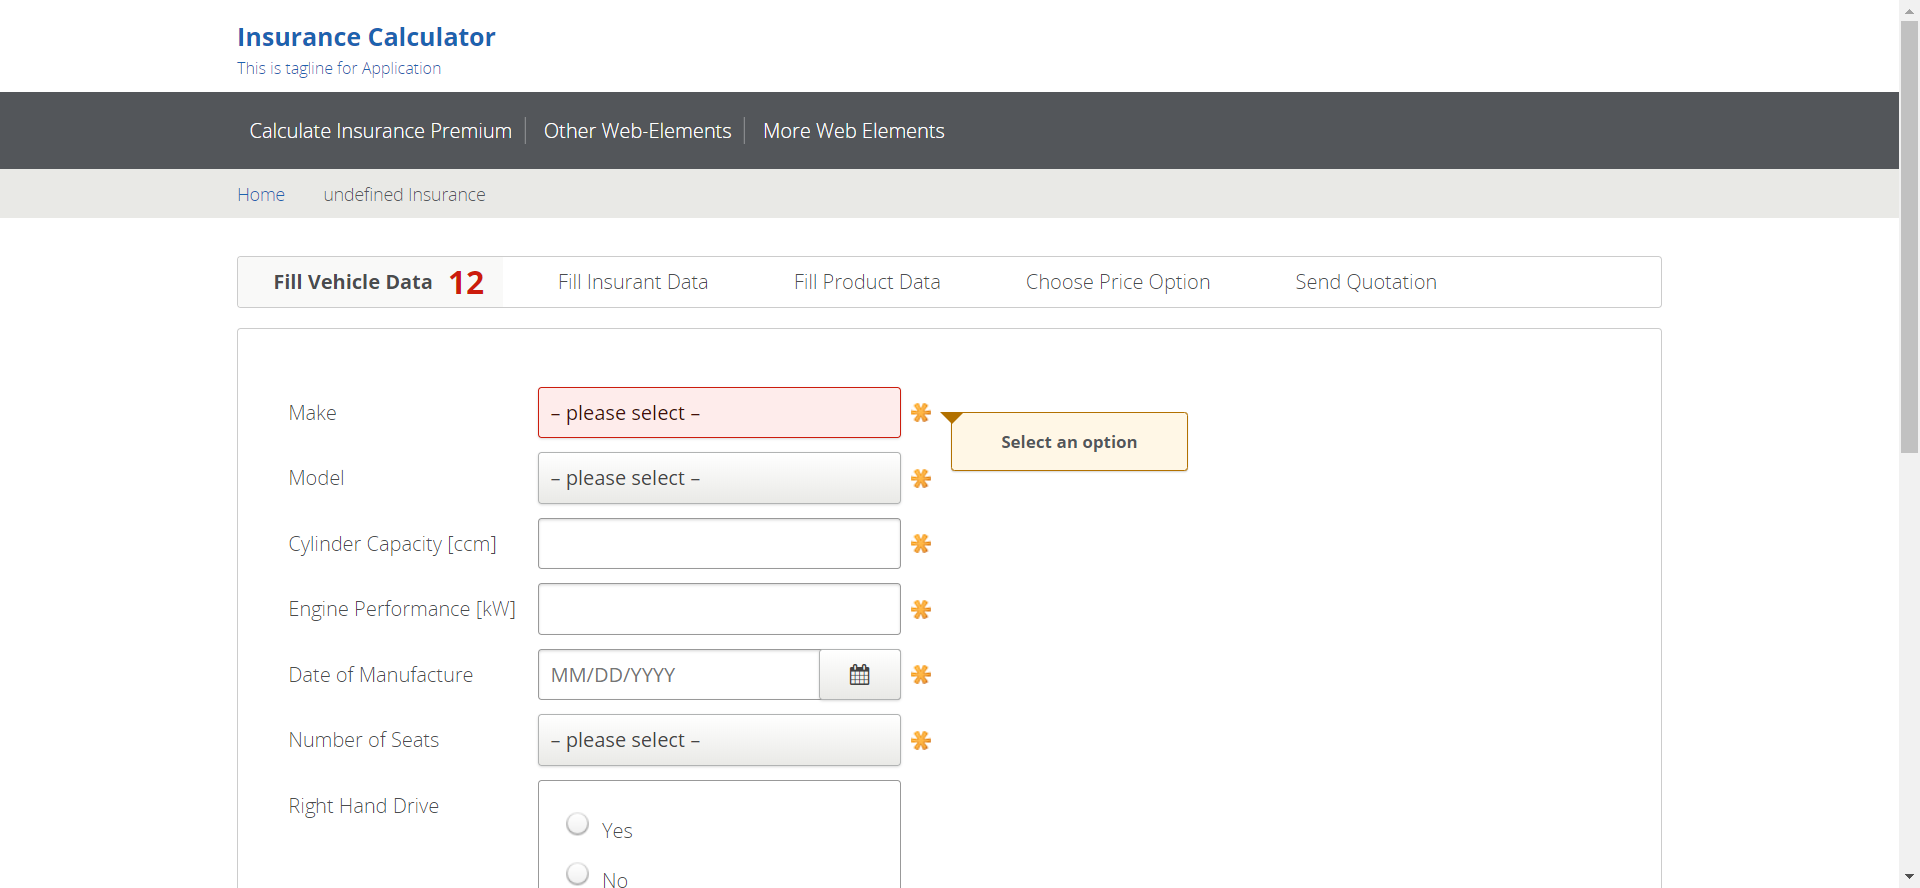 Insurance Calculator
This is tagline for Application
Calculate Insurance Premium Other Web-Elements More Web Elements
Home undefined Insurance
Fill Vehicle Data 12 Fill Insurant Data Fill Product Data Choose Price Option Send Quotation
Make – please select –
Select an option
Model – please select –
Cylinder Capacity [ccm]
Engine Performance [kW]
Date of Manufacture MM/DD/YYYY
Number of Seats – please select –
Right Hand Drive
Yes
No